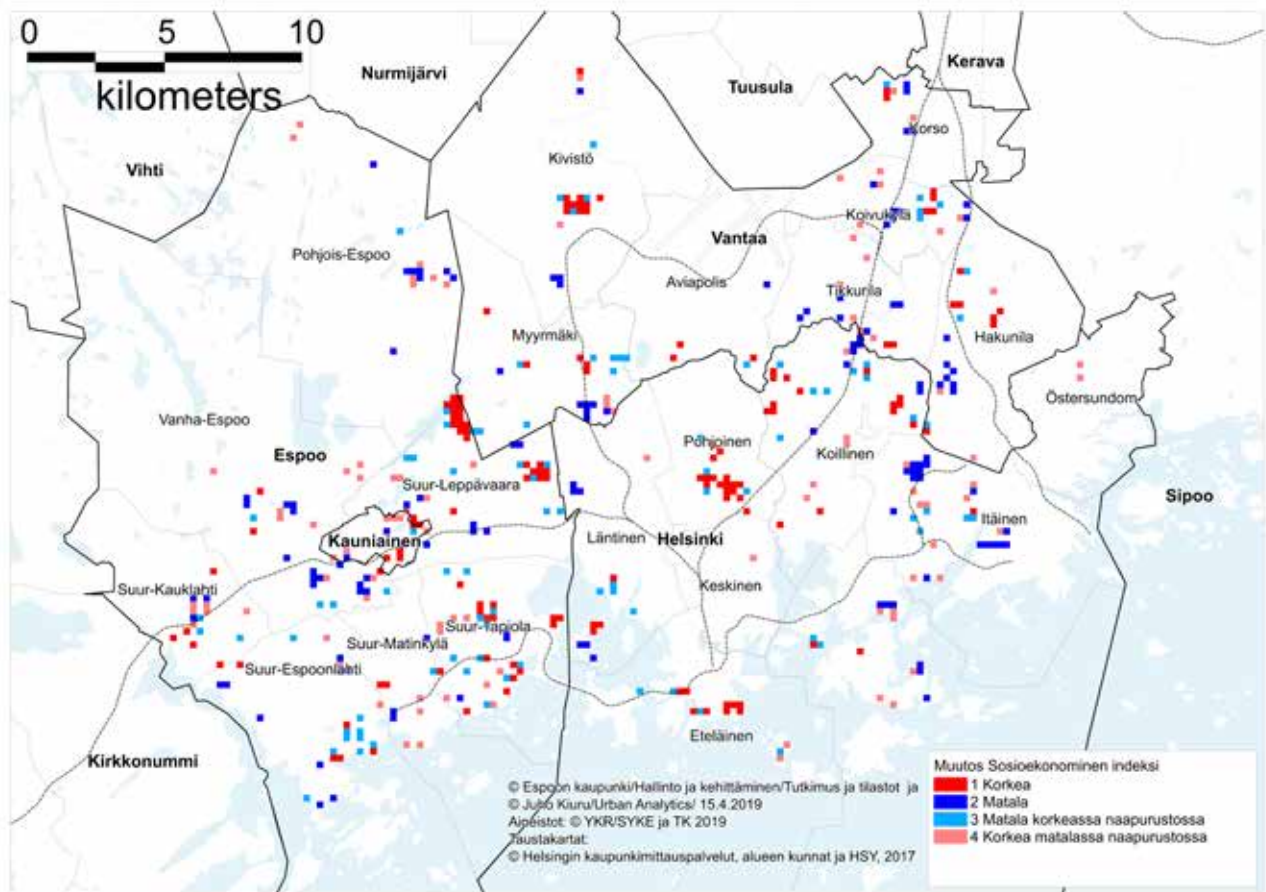 0 5 10
kilometers
Nurmijärvi
Tuusula
Kerava
Vihti
Korso
Kivistö
Koivukylä
Pohjois-Espoo
Vantaa
Aviapolis
Tikkurila
Myyrmäki
Hakunila
Östersundom
Vanha-Espoo
Espoo
Pohjoinen
Koillinen
Suur-Leppävaara
Sipoo
Itäinen
Kauniainen
Läntinen
Helsinki
Keskinen
Suur-Kauklahti
Suur-Tapiola
Suur-Matinkylä
Suur-Espoonlahti
Eteläinen
Kirkkonummi
© Espoon kaupunki/Hallinto ja kehittäminen/Tutkimus ja tilastot ja
© Juho Kiuru/Urban Analytics/ 15.4.2019
Aineistot: © YKR/SYKE ja TK 2019
Taustakartat:
© Helsingin kaupunkimittauspalvelut, alueen kunnat ja HSY, 2017
Muutos Sosioekonominen indeksi
1 Korkea
2 Matala
3 Matala korkeassa naapurustossa
4 Korkea matalassa naapurustossa